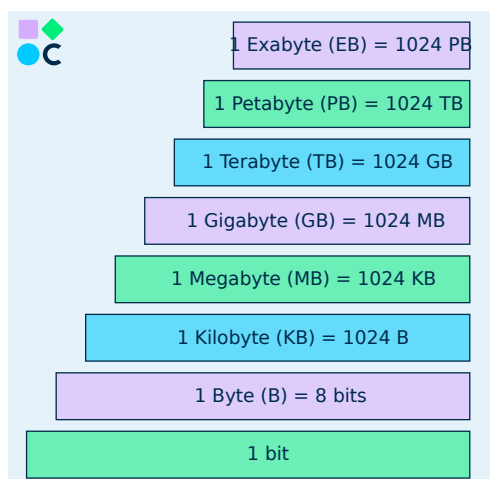 1 Exabyte (EB) = 1024 PB
1 Petabyte (PB) = 1024 TB
1 Terabyte (TB) = 1024 GB
1 Gigabyte (GB) = 1024 MB
1 Megabyte (MB) = 1024 KB
1 Kilobyte (KB) = 1024 B
1 Byte (B) = 8 bits
1 bit